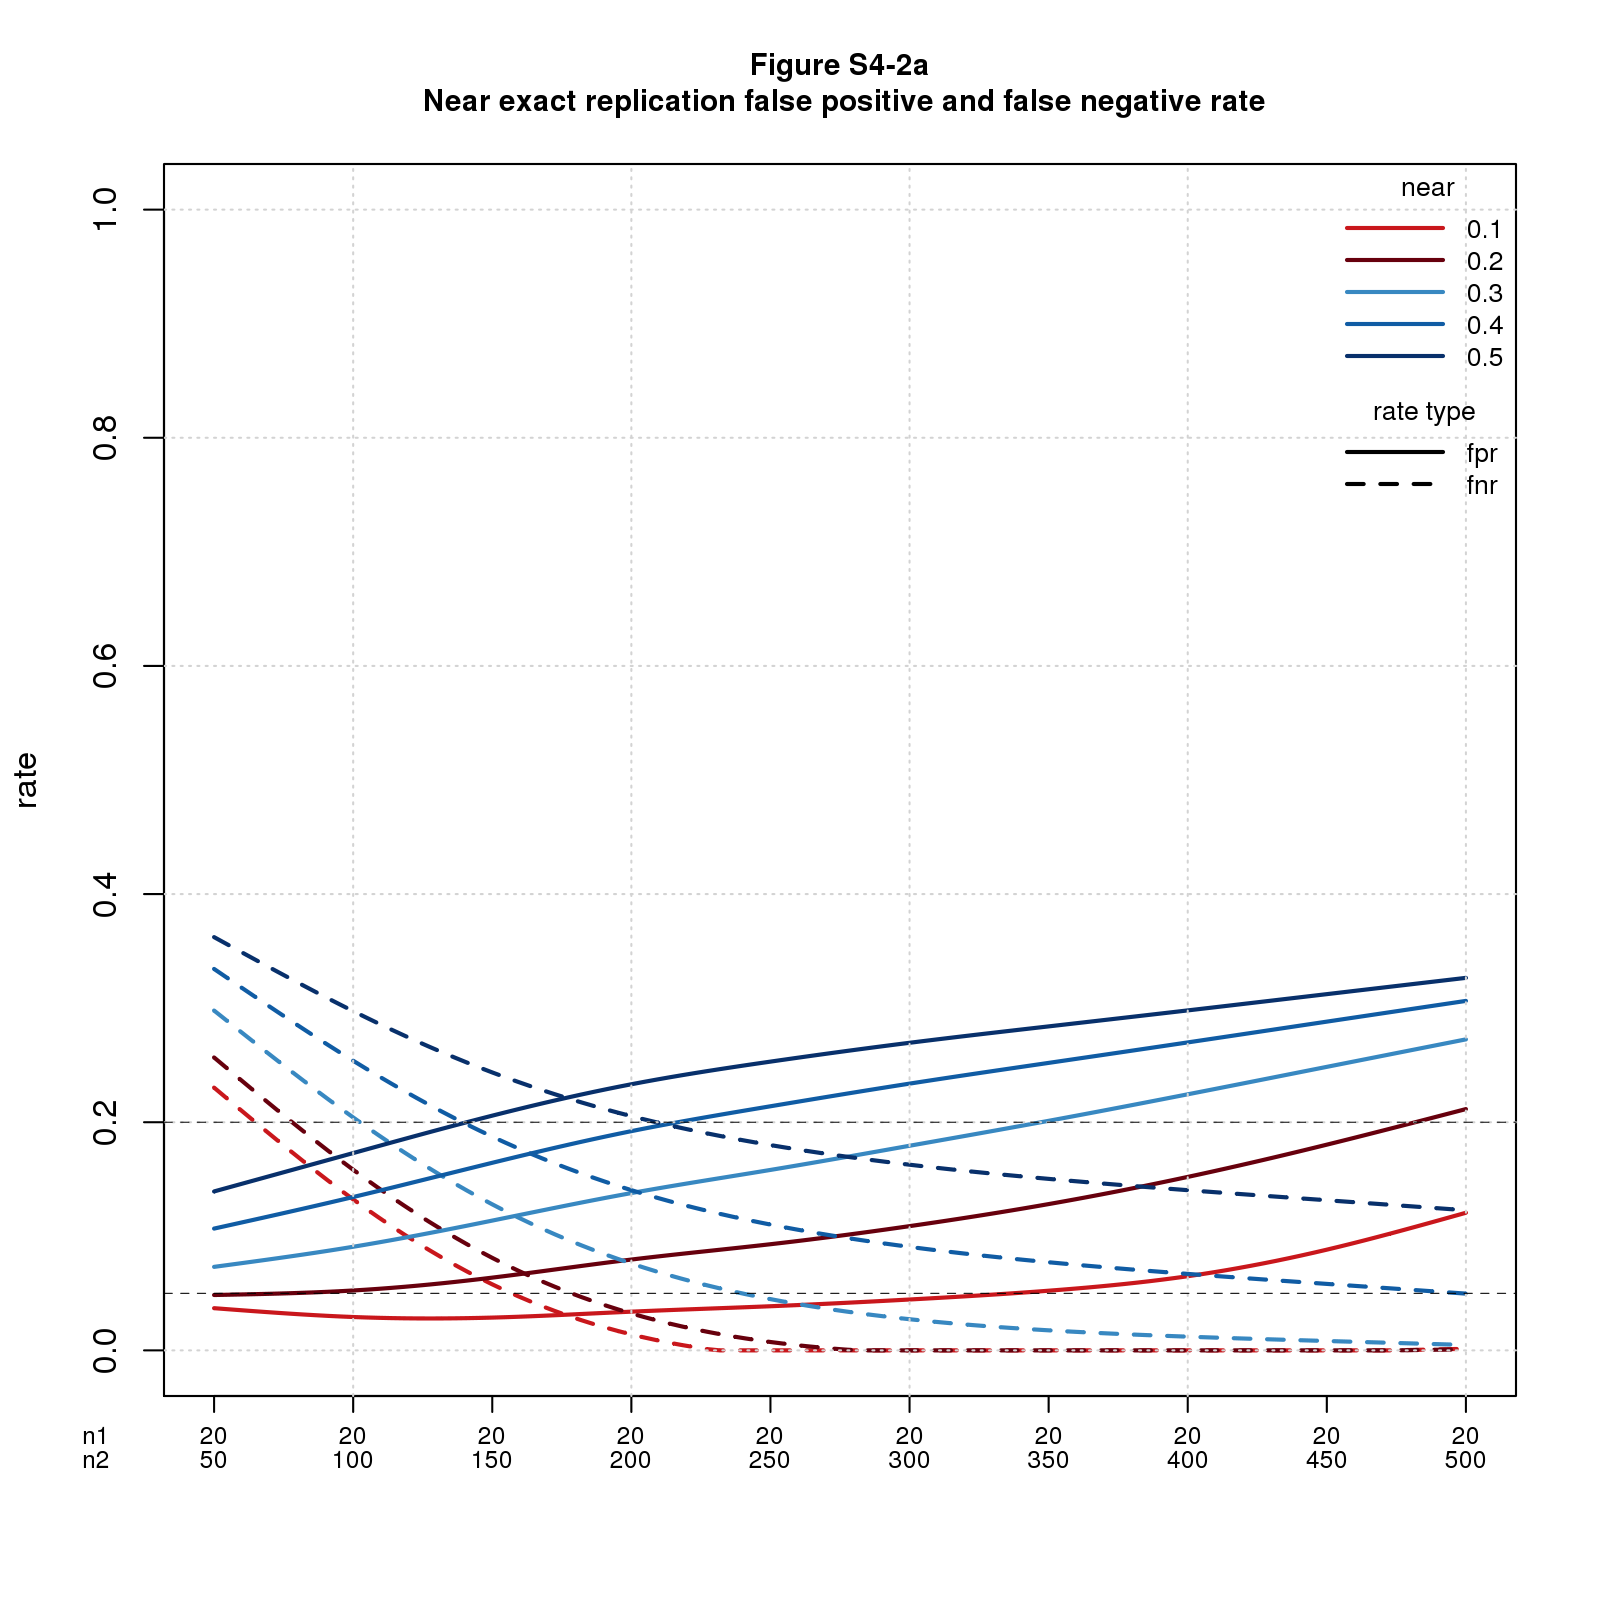 Figure S4-2a
Near exact replication false positive and false negative rate
near
0.1
0.2
0.3
0.4
0.5
rate type
fpr
fnr
rate
1.0
0.8
0.6
0.4
0.2
0.0
n1 20 20 20 20 20 20 20 20 20 20
n2 50 100 150 200 250 300 350 400 450 500